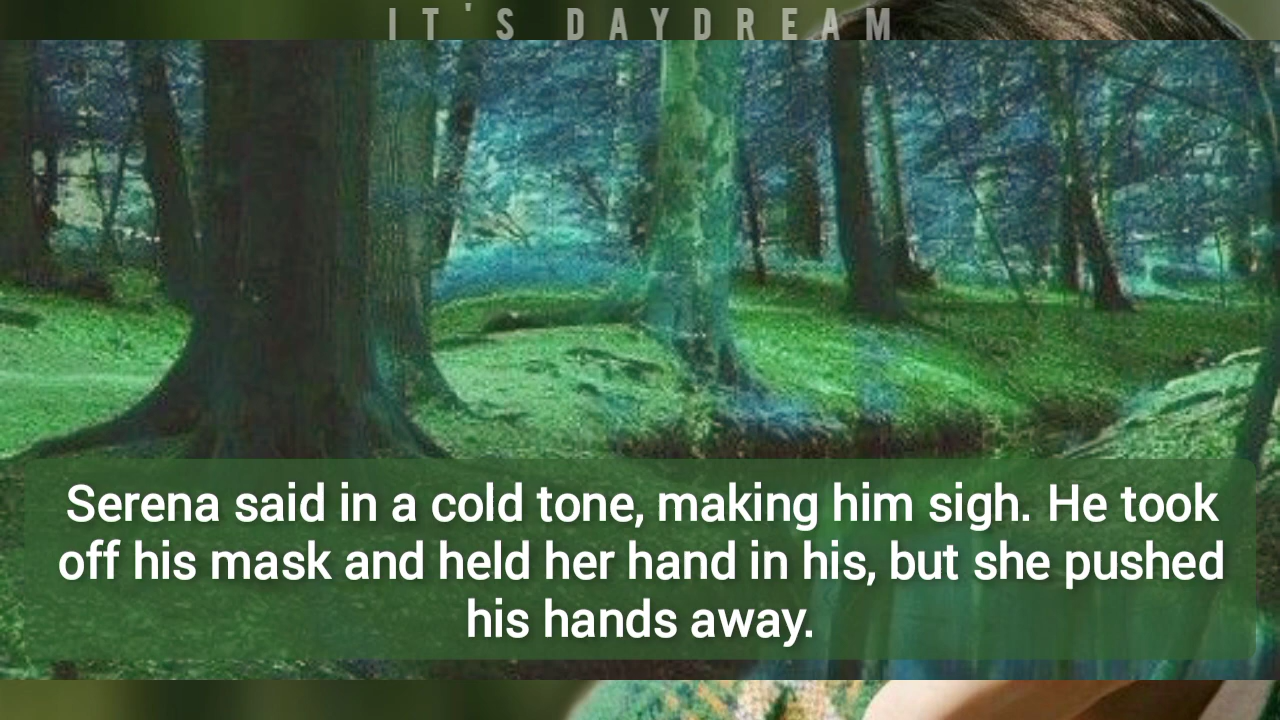 IT'S DAYDREAM
Serena said in a cold tone, making him sigh. He took
off his mask and held her hand in his, but she pushed
his hands away.